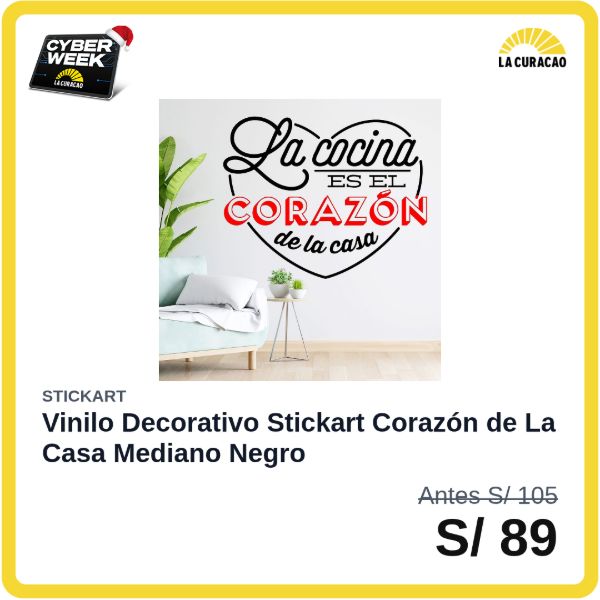 CYBER
WEEK
LA CURACAO
LA CURACAO
La cocina
ES EL
CORAZÓN
de la casa
STICKART
Vinilo Decorativo Stickart Corazón de La
Casa Mediano Negro
Antes S/ 105
S/ 89